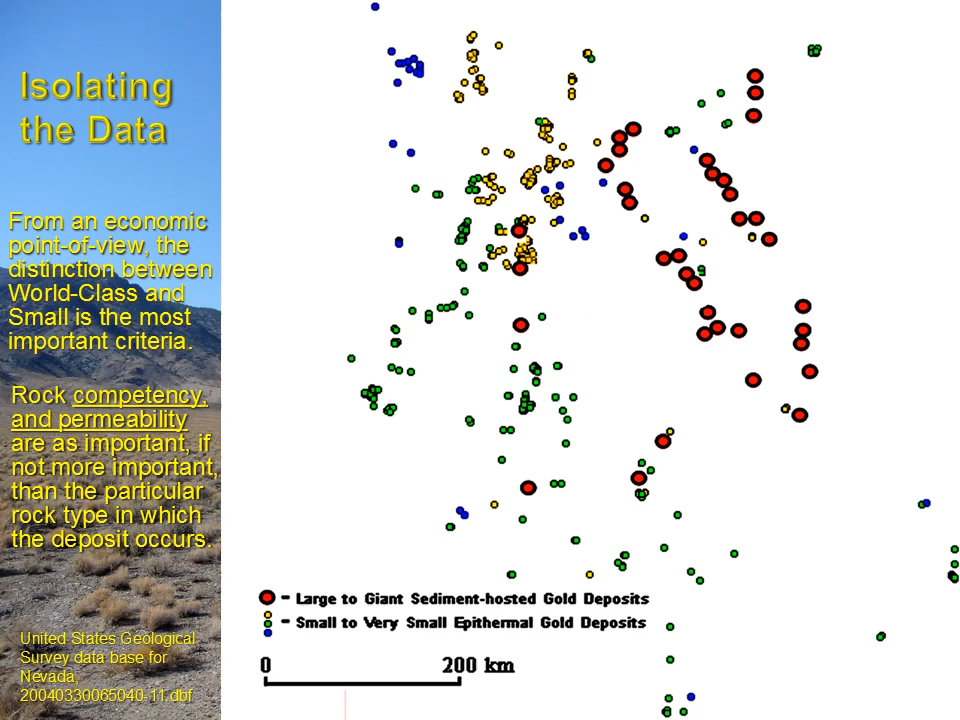 Isolating
the Data
From an economic
point-of-view, the
distinction between
World-Class and
Small is the most
important criteria.
Rock competency,
and permeability
are as important, if
not more important,
than the particular
rock type in which
the deposit occurs.
United States Geological
Survey data base for
Nevada,
20040330065040-11.dbf
- Large to Giant Sediment-hosted Gold Deposits
- Small to Very Small Epithermal Gold Deposits
0 200 km